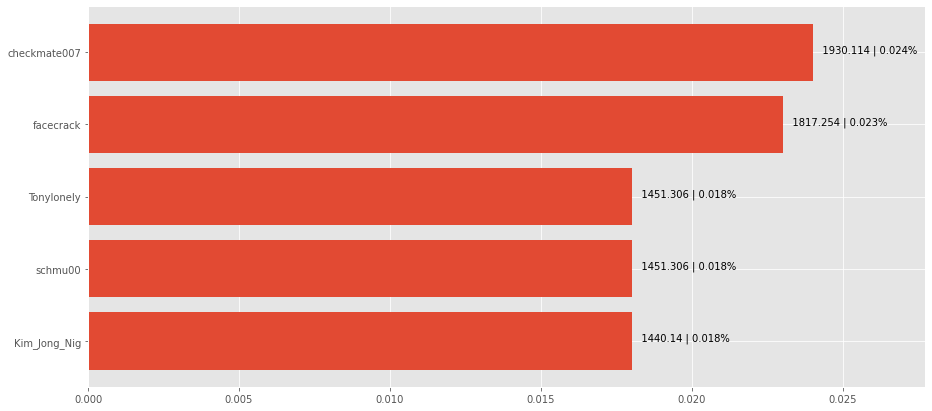 checkmate007 1930.114 | 0.024%
facecrack 1817.254 | 0.023%
Tonylonely 1451.306 | 0.018%
schmu00 1451.306 | 0.018%
Kim_Jong_Nig 1440.14 | 0.018%
0.000 0.005 0.010 0.015 0.020 0.025